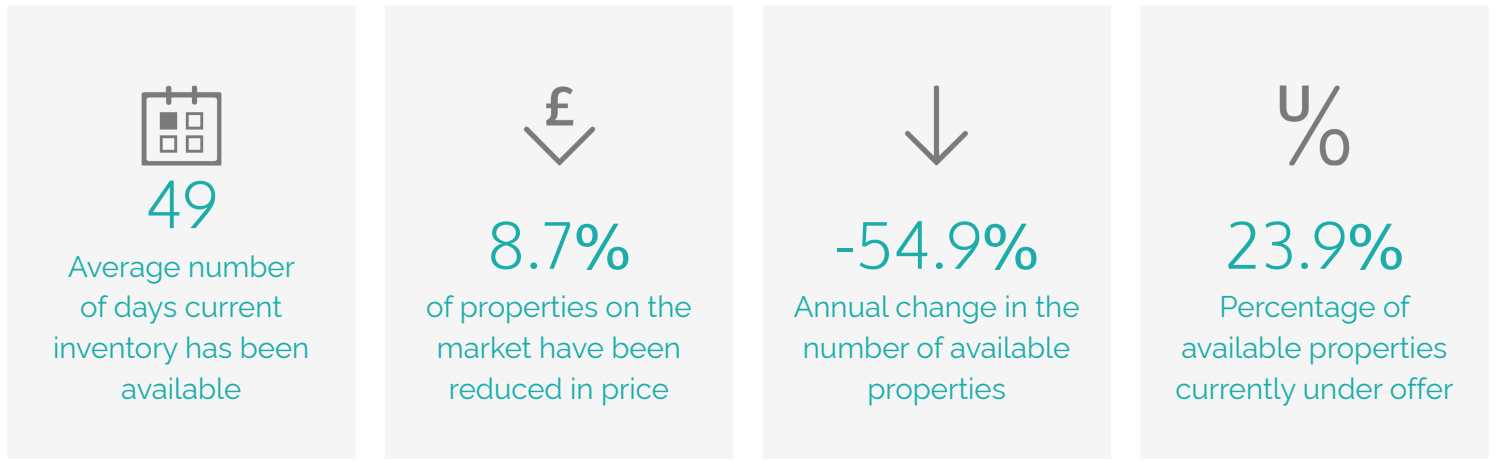 49
Average number
of days current
inventory has been
available
£
8.7%
of properties on the
market have been
reduced in price
-54.9%
Annual change in the
number of available
properties
U/O
23.9%
Percentage of
available properties
currently under offer